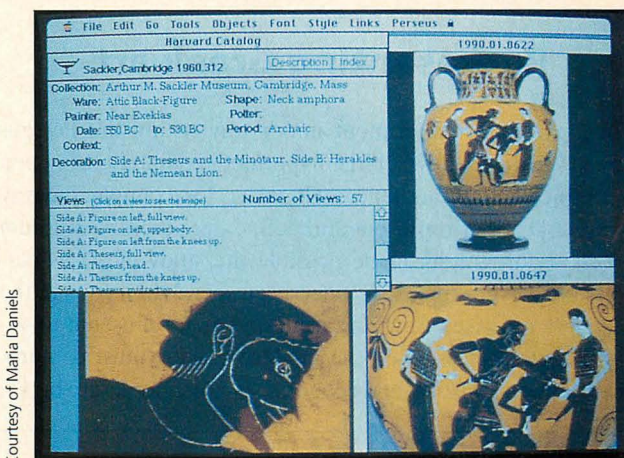 File Edit Go Tools Objects Font Style Links Perseus
Harvard Catalog
Sackler,Cambridge 1960.312 Description Index
Collection: Arthur M. Sackler Museum, Cambridge, Mass
Ware: Attic Black-Figure Shape: Neck amphora
Painter: Near Exekias Potter:
Date: 550 BC to: 530 BC Period: Archaic
Context:
Decoration: Side A: Theseus and the Minotaur. Side B: Herakles
and the Nemean Lion.
Views (Click on a view to see the image) Number of Views: 57
Side A: Figure on left, full view.
Side A: Figure on left, upper body.
Side A: Figure on left from the knees up.
Side A: Theseus, full view.
Side A: Theseus, head.
Side A: Theseus from the knees up.
Side A: Theseus, midsection
1990.01.0622
1990.01.0647
Courtesy of Maria Daniels